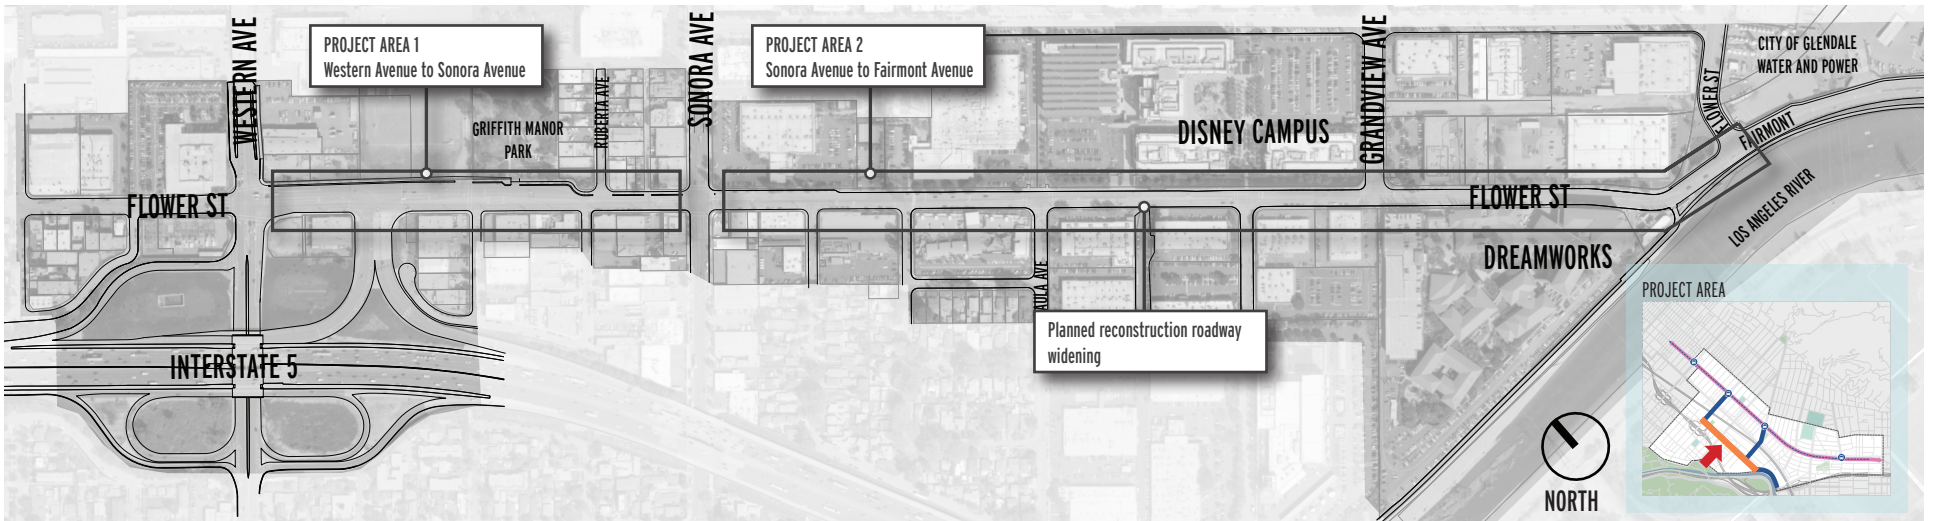 WESTERN AVE
PROJECT AREA 1
Western Avenue to Sonora Avenue
SONORA AVE
PROJECT AREA 2
Sonora Avenue to Fairmont Avenue
GRANDVIEW AVE
CITY OF GLENDALE
WATER AND POWER
FLOWER ST
GRIFFITH MANOR
PARK
RUBERTA AVE
DISNEY CAMPUS
FAIRMONT
FLOWER ST
FLOWER ST
LOS ANGELES RIVER
DREAMWORKS
AULA AVE
PROJECT AREA
Planned reconstruction roadway
widening
INTERSTATE 5
NORTH